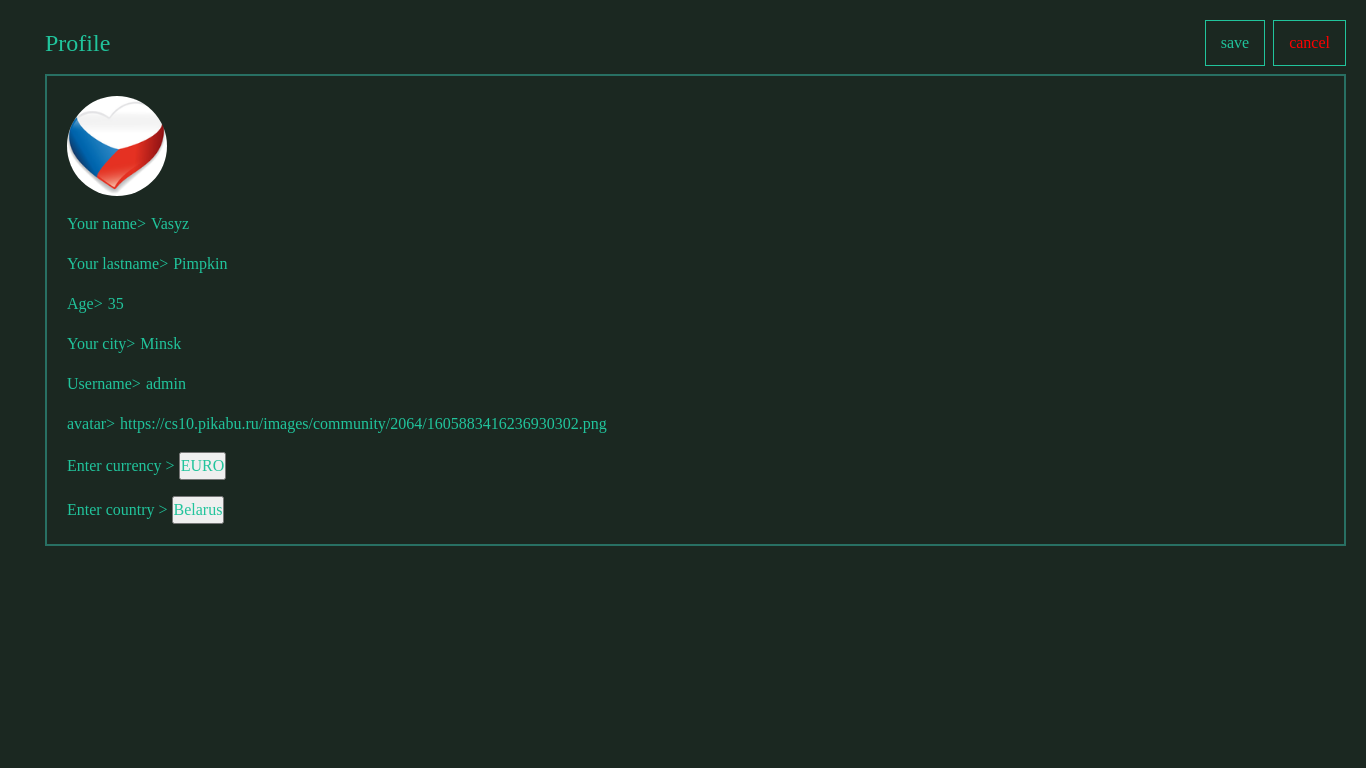 Profile
save
cancel
Your name> Vasyz
Your lastname> Pimpkin
Age> 35
Your city> Minsk
Username> admin
avatar> https://cs10.pikabu.ru/images/community/2064/1605883416236930302.png
Enter currency > EURO
Enter country > Belarus